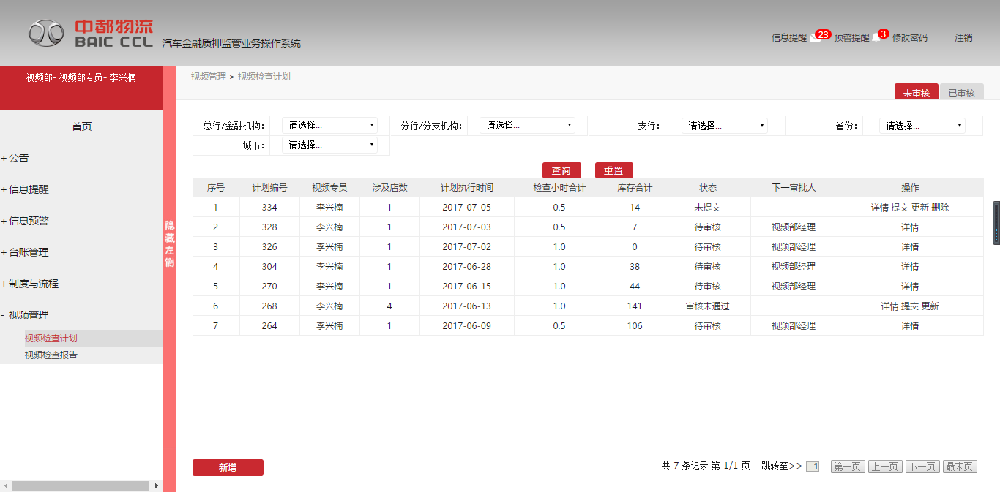 中都物流
BAIC CCL 汽车金融质押监管业务操作系统
信息提醒 23 预警提醒 3 修改密码 注销
视频部- 视频部专员- 李兴楠
视频管理 > 视频检查计划
未审核 已审核
首页
+ 公告
+ 信息提醒
+ 信息预警
+ 台账管理
+ 制度与流程
- 视频管理
视频检查计划
视频检查报告
隐藏左侧
总行/金融机构： 请选择... 分行/分支机构： 请选择... 支行： 请选择... 省份： 请选择...
城市： 请选择...
查询 重置
序号 计划编号 视频专员 涉及店数 计划执行时间 检查小时合计 库存合计 状态 下一审批人 操作
1 334 李兴楠 1 2017-07-05 0.5 14 未提交 详情 提交 更新 删除
2 328 李兴楠 1 2017-07-03 0.5 7 待审核 视频部经理 详情
3 326 李兴楠 1 2017-07-02 1.0 0 待审核 视频部经理 详情
4 304 李兴楠 1 2017-06-28 1.0 38 待审核 视频部经理 详情
5 270 李兴楠 1 2017-06-15 1.0 44 待审核 视频部经理 详情
6 268 李兴楠 4 2017-06-13 1.0 141 审核未通过 详情 提交 更新
7 264 李兴楠 1 2017-06-09 0.5 106 待审核 视频部经理 详情
新增
共 7 条记录 第 1/1 页 跳转至>> 1 第一页 上一页 下一页 最末页